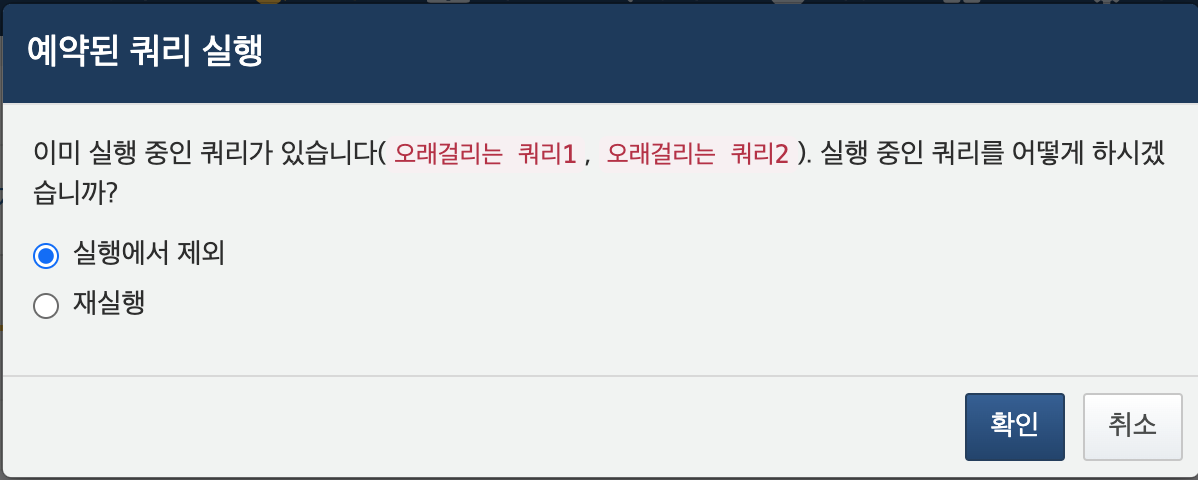 예약된 쿼리 실행
이미 실행 중인 쿼리가 있습니다( 오래걸리는 쿼리1 , 오래걸리는 쿼리2 ). 실행 중인 쿼리를 어떻게 하시겠
습니까?
실행에서 제외
재실행
확인 취소